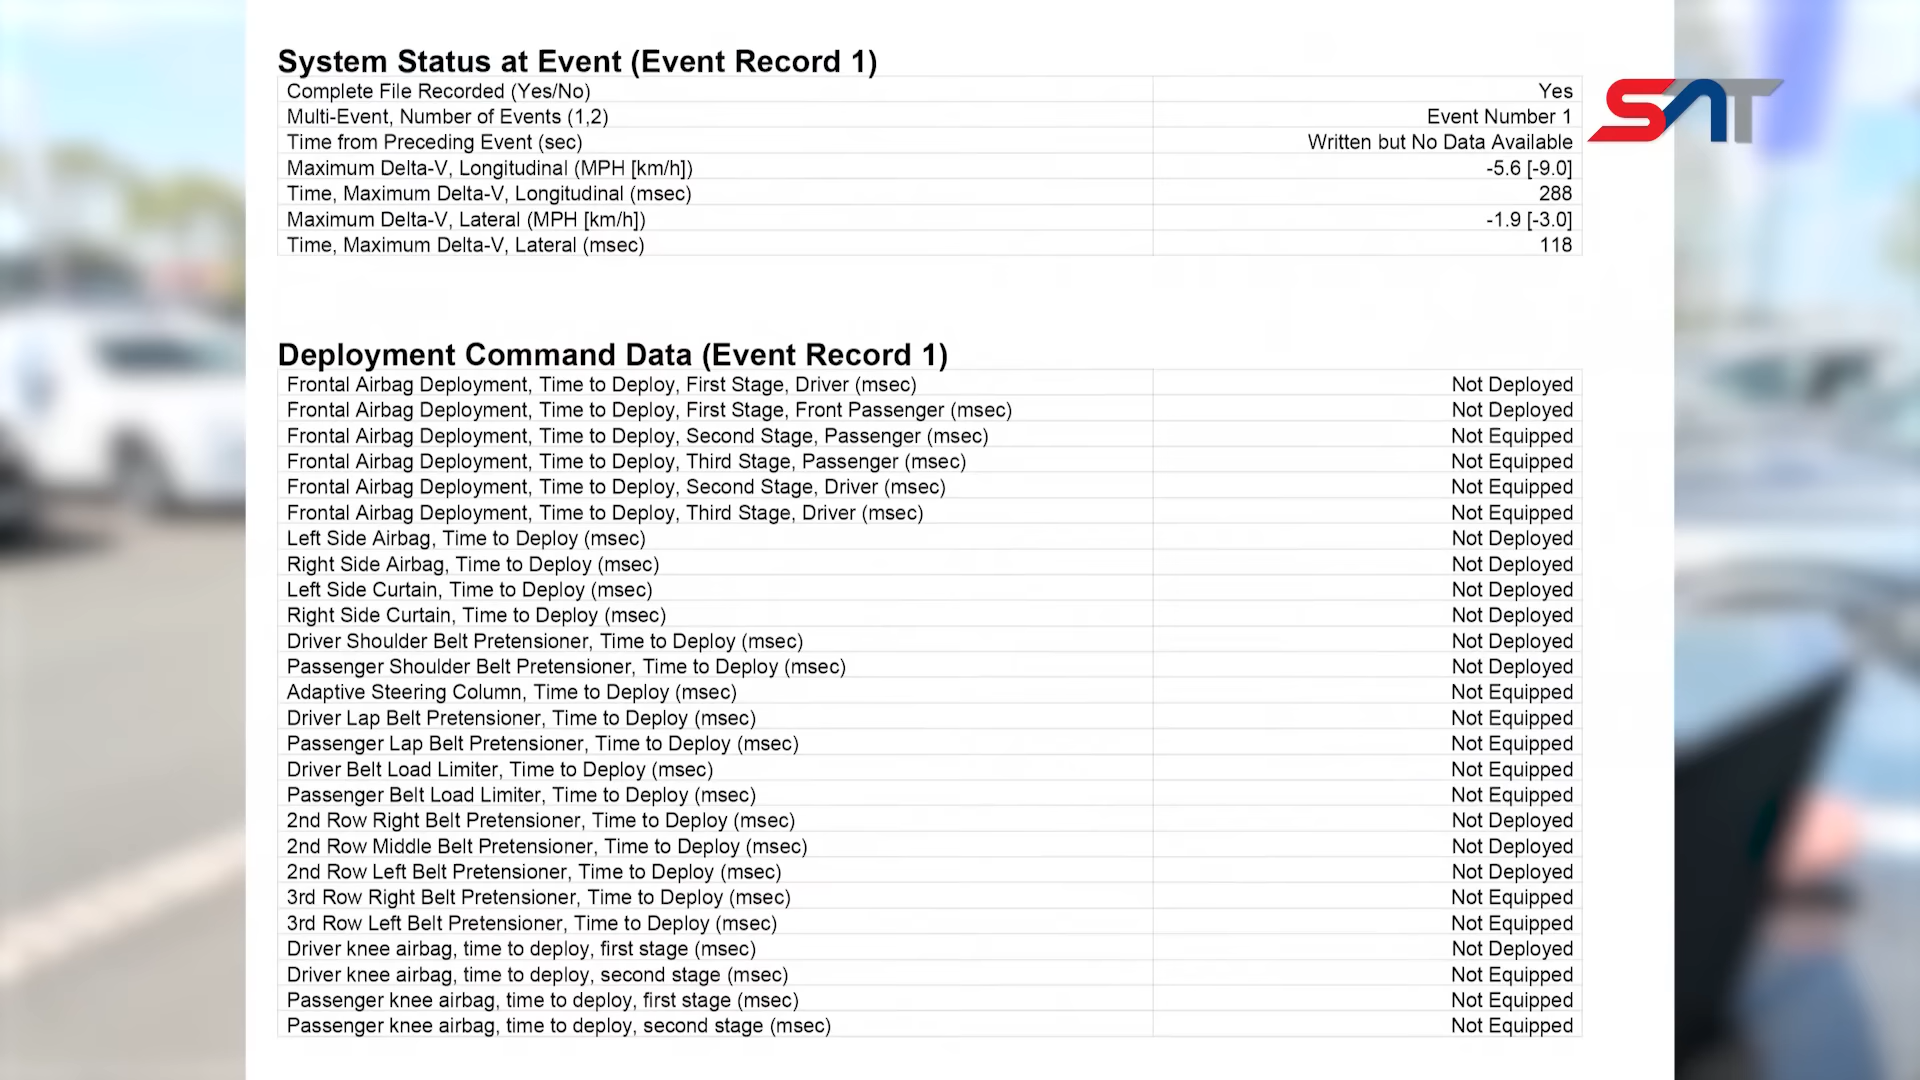 System Status at Event (Event Record 1)
Complete File Recorded (Yes/No) Yes
Multi-Event, Number of Events (1,2) Event Number 1
Time from Preceding Event (sec) Written but No Data Available
Maximum Delta-V, Longitudinal (MPH [km/h]) -5.6 [-9.0]
Time, Maximum Delta-V, Longitudinal (msec) 288
Maximum Delta-V, Lateral (MPH [km/h]) -1.9 [-3.0]
Time, Maximum Delta-V, Lateral (msec) 118
SAT
Deployment Command Data (Event Record 1)
Frontal Airbag Deployment, Time to Deploy, First Stage, Driver (msec) Not Deployed
Frontal Airbag Deployment, Time to Deploy, First Stage, Front Passenger (msec) Not Deployed
Frontal Airbag Deployment, Time to Deploy, Second Stage, Passenger (msec) Not Equipped
Frontal Airbag Deployment, Time to Deploy, Third Stage, Passenger (msec) Not Equipped
Frontal Airbag Deployment, Time to Deploy, Second Stage, Driver (msec) Not Equipped
Frontal Airbag Deployment, Time to Deploy, Third Stage, Driver (msec) Not Equipped
Left Side Airbag, Time to Deploy (msec) Not Deployed
Right Side Airbag, Time to Deploy (msec) Not Deployed
Left Side Curtain, Time to Deploy (msec) Not Deployed
Right Side Curtain, Time to Deploy (msec) Not Deployed
Driver Shoulder Belt Pretensioner, Time to Deploy (msec) Not Deployed
Passenger Shoulder Belt Pretensioner, Time to Deploy (msec) Not Deployed
Adaptive Steering Column, Time to Deploy (msec) Not Equipped
Driver Lap Belt Pretensioner, Time to Deploy (msec) Not Equipped
Passenger Lap Belt Pretensioner, Time to Deploy (msec) Not Equipped
Driver Belt Load Limiter, Time to Deploy (msec) Not Equipped
Passenger Belt Load Limiter, Time to Deploy (msec) Not Equipped
2nd Row Right Belt Pretensioner, Time to Deploy (msec) Not Deployed
2nd Row Middle Belt Pretensioner, Time to Deploy (msec) Not Deployed
2nd Row Left Belt Pretensioner, Time to Deploy (msec) Not Deployed
3rd Row Right Belt Pretensioner, Time to Deploy (msec) Not Equipped
3rd Row Left Belt Pretensioner, Time to Deploy (msec) Not Equipped
Driver knee airbag, time to deploy, first stage (msec) Not Deployed
Driver knee airbag, time to deploy, second stage (msec) Not Equipped
Passenger knee airbag, time to deploy, first stage (msec) Not Equipped
Passenger knee airbag, time to deploy, second stage (msec) Not Equipped